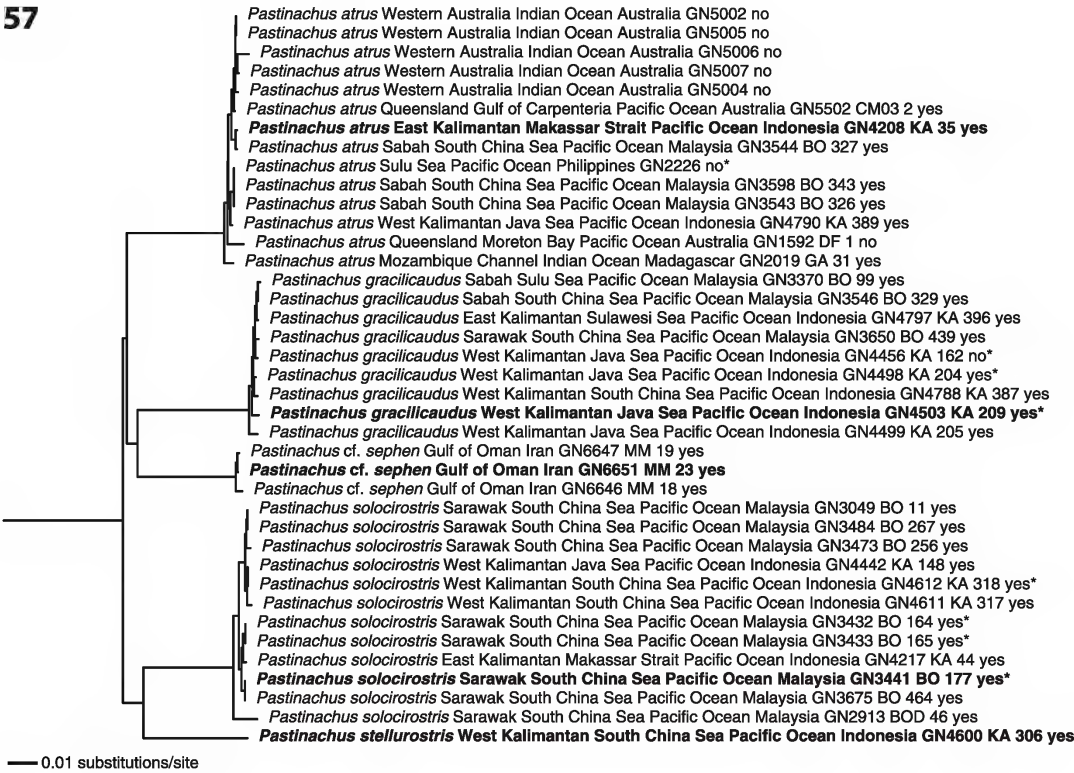 57
Pastinachus atrus Western Australia Indian Ocean Australia GN5002 no
Pastinachus atrus Western Australia Indian Ocean Australia GN5005 no
Pastinachus atrus Western Australia Indian Ocean Australia GN5006 no
Pastinachus atrus Western Australia Indian Ocean Australia GN5007 no
Pastinachus atrus Western Australia Indian Ocean Australia GN5004 no
Pastinachus atrus Queensland Gulf of Carpenteria Pacific Ocean Australia GN5502 CM03 2 yes
Pastinachus atrus East Kalimantan Makassar Strait Pacific Ocean Indonesia GN4208 KA 35 yes
Pastinachus atrus Sabah South China Sea Pacific Ocean Malaysia GN3544 BO 327 yes
Pastinachus atrus Sulu Sea Pacific Ocean Philippines GN2226 no*
Pastinachus atrus Sabah South China Sea Pacific Ocean Malaysia GN3598 BO 343 yes
Pastinachus atrus Sabah South China Sea Pacific Ocean Malaysia GN3543 BO 326 yes
Pastinachus atrus West Kalimantan Java Sea Pacific Ocean Indonesia GN4790 KA 389 yes
Pastinachus atrus Queensland Moreton Bay Pacific Ocean Australia GN1592 DF 1 no
Pastinachus atrus Mozambique Channel Indian Ocean Madagascar GN2019 GA 31 yes
Pastinachus gracilicaudus Sabah Sulu Sea Pacific Ocean Malaysia GN3370 BO 99 yes
Pastinachus gracilicaudus Sabah South China Sea Pacific Ocean Malaysia GN3546 BO 329 yes
Pastinachus gracilicaudus East Kalimantan Sulawesi Sea Pacific Ocean Indonesia GN4797 KA 396 yes
Pastinachus gracilicaudus Sarawak South China Sea Pacific Ocean Malaysia GN3650 BO 439 yes
Pastinachus gracilicaudus West Kalimantan Java Sea Pacific Ocean Indonesia GN4456 KA 162 no*
Pastinachus gracilicaudus West Kalimantan Java Sea Pacific Ocean Indonesia GN4498 KA 204 yes*
Pastinachus gracilicaudus West Kalimantan South China Sea Pacific Ocean Indonesia GN4788 KA 387 yes
Pastinachus gracilicaudus West Kalimantan Java Sea Pacific Ocean Indonesia GN4503 KA 209 yes*
Pastinachus gracilicaudus West Kalimantan Java Sea Pacific Ocean Indonesia GN4499 KA 205 yes
Pastinachus cf. sephen Gulf of Oman Iran GN6647 MM 19 yes
Pastinachus cf. sephen Gulf of Oman Iran GN6651 MM 23 yes
Pastinachus cf. sephen Gulf of Oman Iran GN6646 MM 18 yes
Pastinachus solocirostris Sarawak South China Sea Pacific Ocean Malaysia GN3049 BO 11 yes
Pastinachus solocirostris Sarawak South China Sea Pacific Ocean Malaysia GN3484 BO 267 yes
Pastinachus solocirostris Sarawak South China Sea Pacific Ocean Malaysia GN3473 BO 256 yes
Pastinachus solocirostris West Kalimantan Java Sea Pacific Ocean Indonesia GN4442 KA 148 yes
Pastinachus solocirostris West Kalimantan South China Sea Pacific Ocean Indonesia GN4612 KA 318 yes*
Pastinachus solocirostris West Kalimantan South China Sea Pacific Ocean Indonesia GN4611 KA 317 yes
Pastinachus solocirostris Sarawak South China Sea Pacific Ocean Malaysia GN3432 BO 164 yes*
Pastinachus solocirostris Sarawak South China Sea Pacific Ocean Malaysia GN3433 BO 165 yes*
Pastinachus solocirostris East Kalimantan Makassar Strait Pacific Ocean Indonesia GN4217 KA 44 yes
Pastinachus solocirostris Sarawak South China Sea Pacific Ocean Malaysia GN3441 BO 177 yes*
Pastinachus solocirostris Sarawak South China Sea Pacific Ocean Malaysia GN3675 BO 464 yes
Pastinachus solocirostris Sarawak South China Sea Pacific Ocean Malaysia GN2913 BOD 46 yes
Pastinachus stellurostris West Kalimantan South China Sea Pacific Ocean Indonesia GN4600 KA 306 yes
0.01 substitutions/site